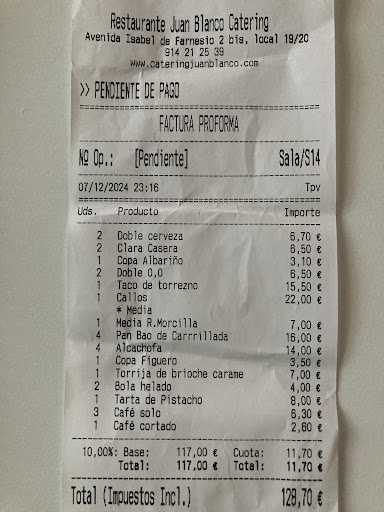 Restaurante Juan Blanco Catering
Avenida Isabel de Farnesio 2 bis, local 19/20
914 21 25 39
www.cateringjuanblanco.com
>> PENDIENTE DE PAGO
FACTURA PROFORMA
Nº Op.: [Pendiente] Sala/S14
07/12/2024 23:16 Tpv
Uds. Producto Importe
2 Doble cerveza 6,70 €
2 Clara Casera 6,50 €
1 Copa Albariño 3,10 €
2 Doble 0,0 6,50 €
1 Taco de torrezno 15,50 €
1 Callos 22,00 €
* Media
1 Media R.Morcilla 7,00 €
4 Pan Bao de Carrrillada 16,00 €
4 Alcachofa 14,00 €
1 Copa Figuero 3,50 €
1 Torrija de brioche carame 7,00 €
2 Bola helado 4,00 €
1 Tarta de Pistacho 8,00 €
3 Café solo 6,30 €
1 Café cortado 2,60 €
10,00%: Base: 117,00 € Cuota: 11,70 €
Total: 117,00 € Total: 11,70 €
Total (Impuestos Incl.) 128,70 €